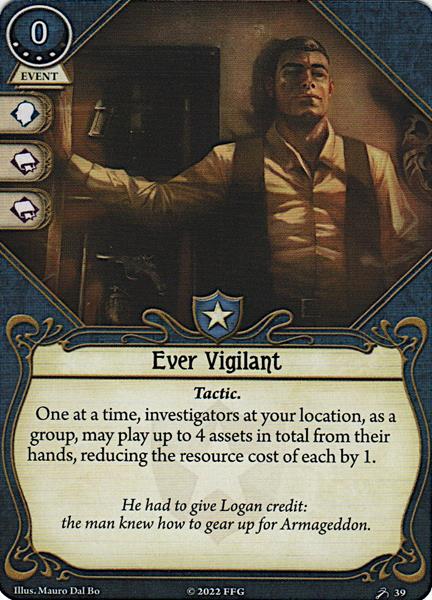 0
EVENT
Ever Vigilant
Tactic.
One at a time, investigators at your location, as a
group, may play up to 4 assets in total from their
hands, reducing the resource cost of each by 1.
He had to give Logan credit:
the man knew how to gear up for Armageddon.
Illus. Mauro Dal Bo © 2022 FFG 39